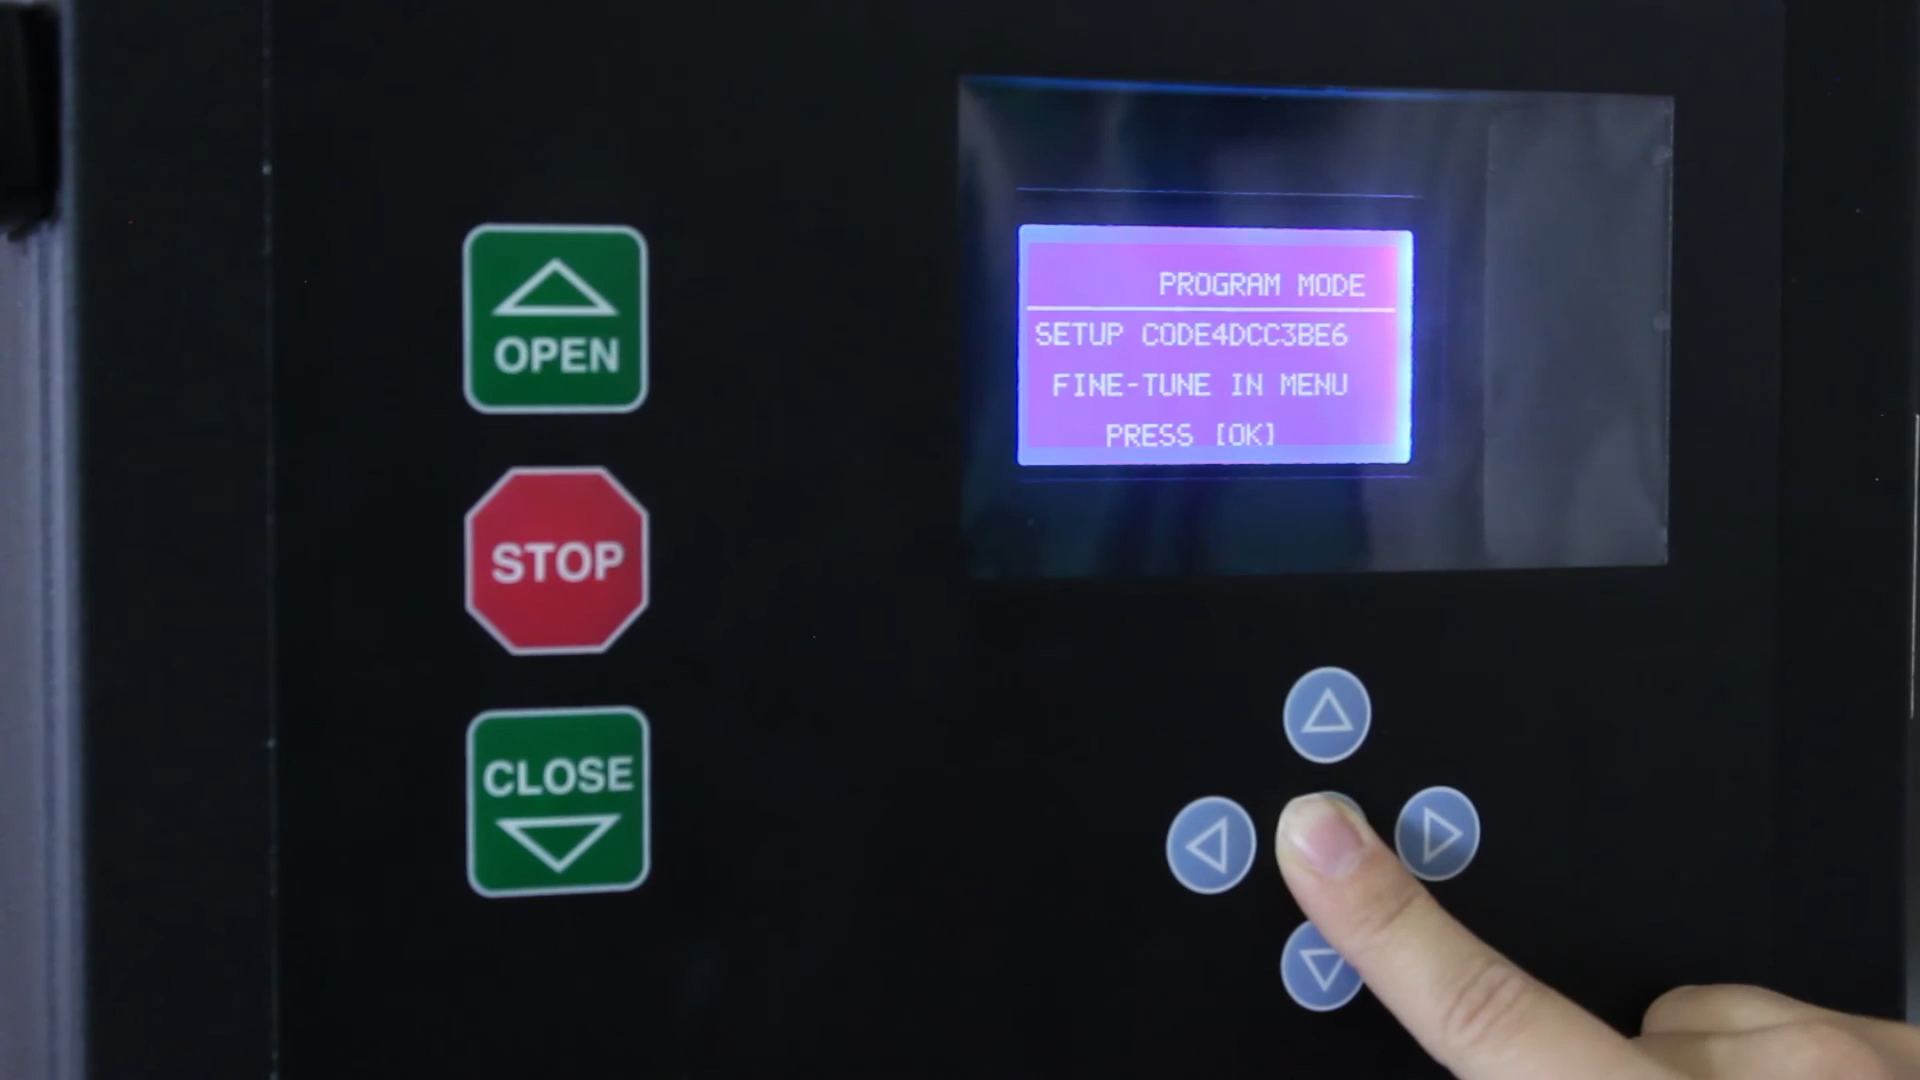 OPEN
STOP
CLOSE
PROGRAM MODE
SETUP CODE4DCC3BE6
FINE-TUNE IN MENU
PRESS [OK]